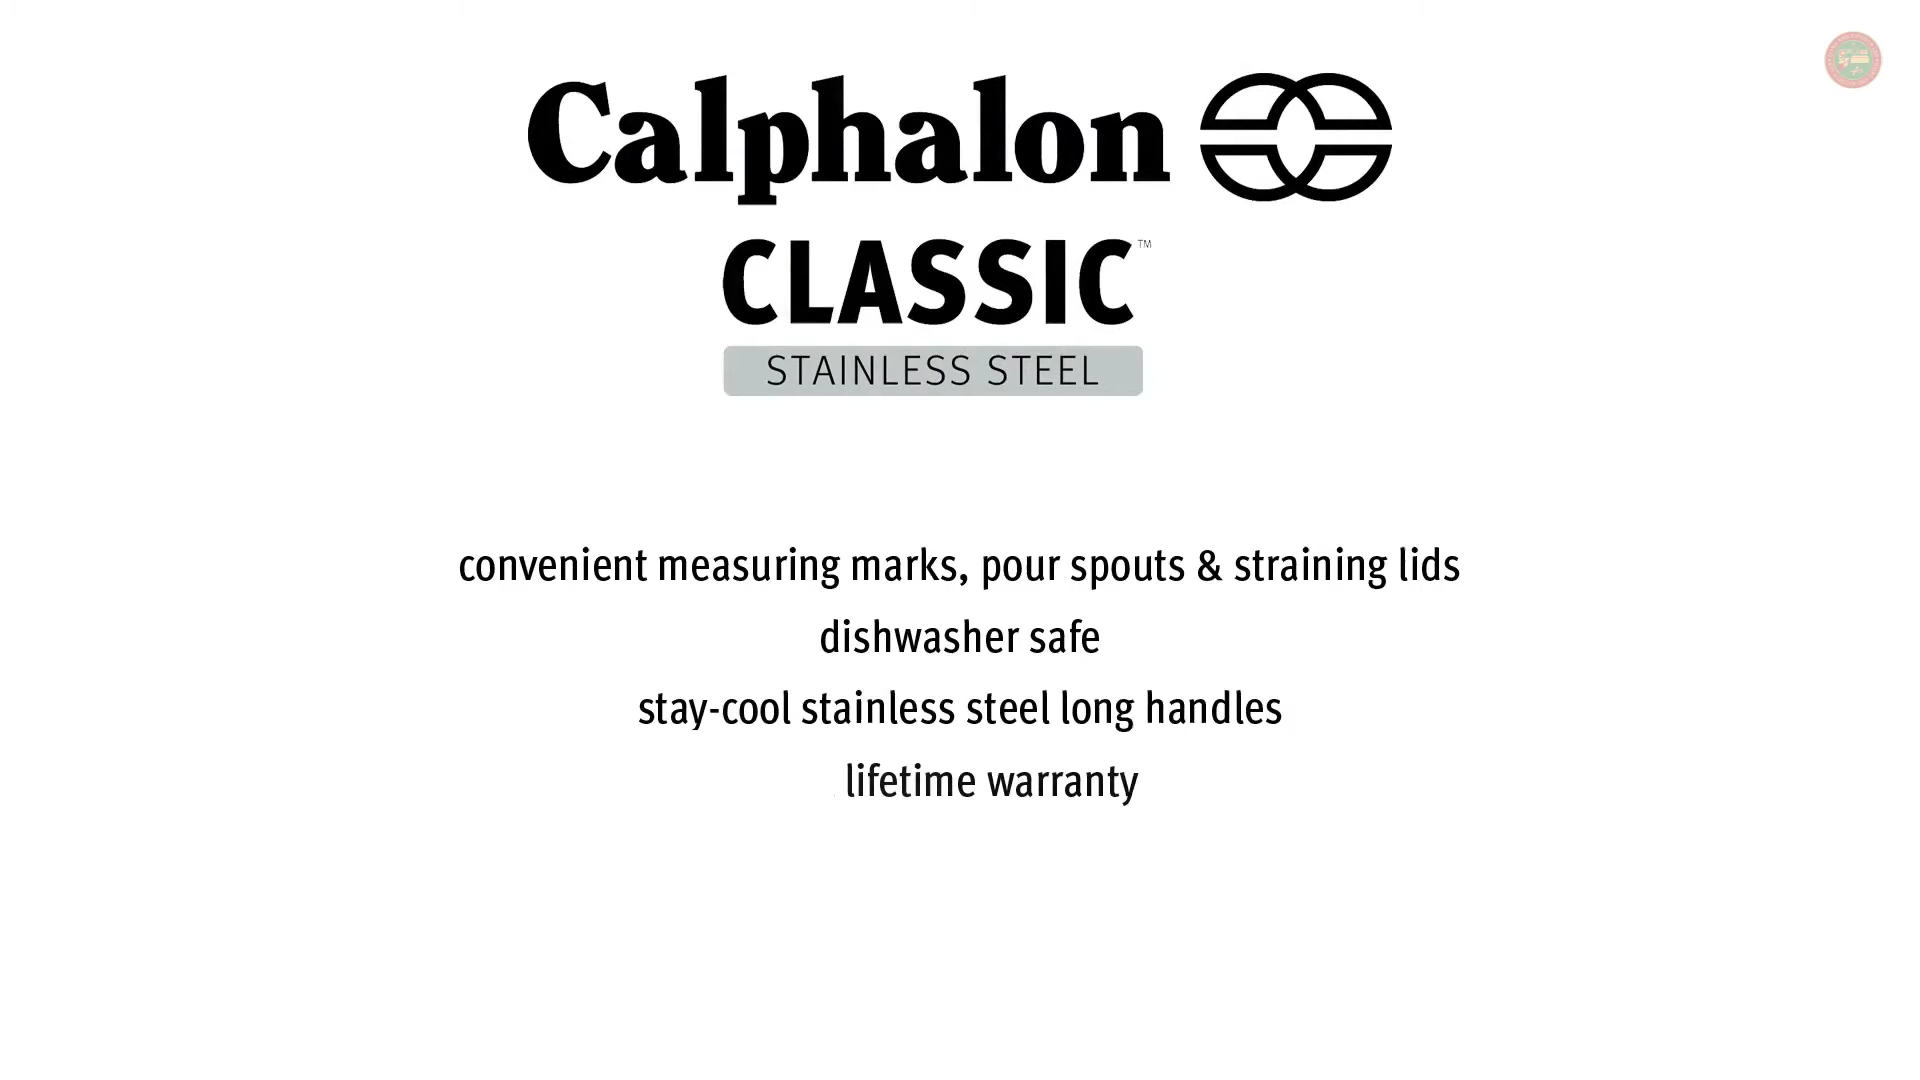 Calphalon
CLASSIC™
STAINLESS STEEL
convenient measuring marks, pour spouts & straining lids
dishwasher safe
stay-cool stainless steel long handles
lifetime warranty